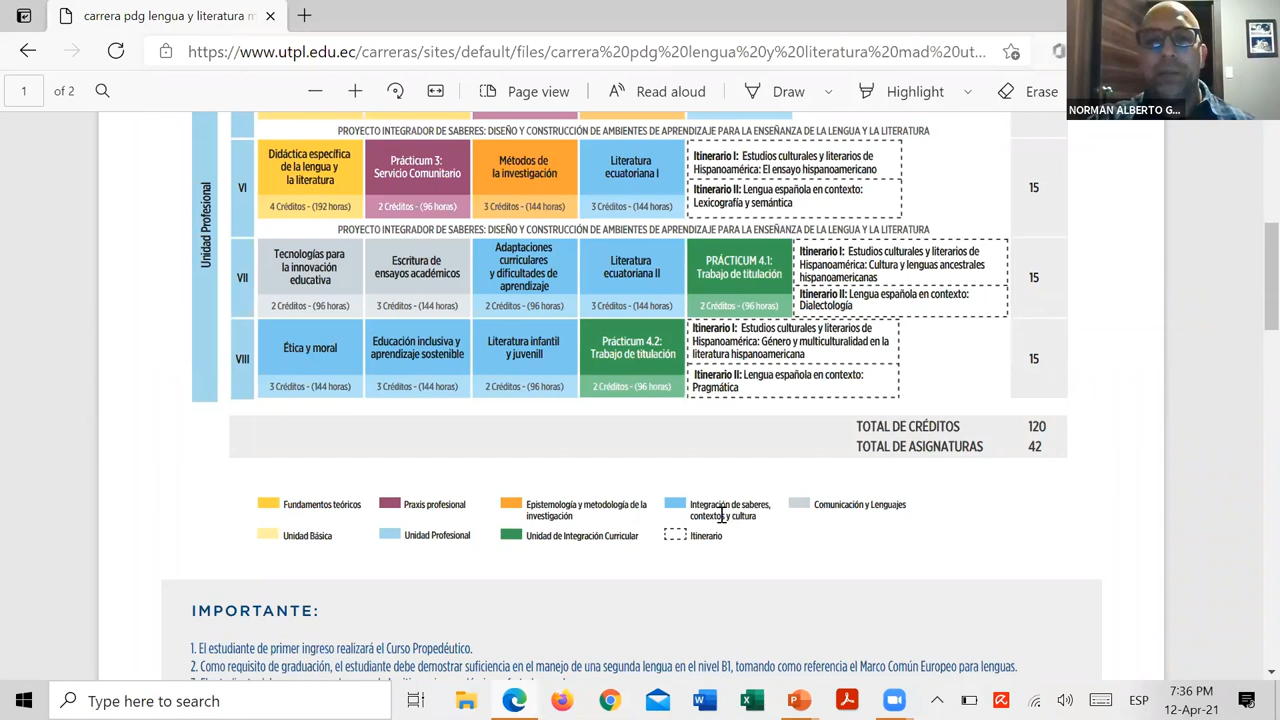 carrera pdg lengua y literatura m
https://www.utpl.edu.ec/carreras/sites/default/files/carrera%20pdg%20lengua%20y%20literatura%20mad%20ut...
1 of 2
Page view
Read aloud
Draw
Highlight
Erase
NORMAN ALBERTO G...
PROYECTO INTEGRADOR DE SABERES: DISEÑO Y CONSTRUCCIÓN DE AMBIENTES DE APRENDIZAJE PARA LA ENSEÑANZA DE LA LENGUA Y LA LITERATURA
Unidad Profesional
VI
Didáctica específica
de la lengua y
la literatura
4 Créditos - (192 horas)
Prácticum 3:
Servicio Comunitario
2 Créditos - (96 horas)
Métodos de
la investigación
3 Créditos - (144 horas)
Literatura
ecuatoriana I
3 Créditos - (144 horas)
Itinerario I: Estudios culturales y literarios de
Hispanoamérica: El ensayo hispanoamericano
Itinerario II: Lengua española en contexto:
Lexicografía y semántica
15
PROYECTO INTEGRADOR DE SABERES: DISEÑO Y CONSTRUCCIÓN DE AMBIENTES DE APRENDIZAJE PARA LA ENSEÑANZA DE LA LENGUA Y LA LITERATURA
VII
Tecnologías para
la innovación
educativa
2 Créditos - (96 horas)
Escritura de
ensayos académicos
3 Créditos - (144 horas)
Adaptaciones
curriculares
y dificultades de
aprendizaje
2 Créditos - (96 horas)
Literatura
ecuatoriana II
3 Créditos - (144 horas)
PRÁCTICUM 4.1:
Trabajo de titulación
2 Créditos - (96 horas)
Itinerario I: Estudios culturales y literarios de
Hispanoamérica: Cultura y lenguas ancestrales
hispanoamericanas
Itinerario II: Lengua española en contexto:
Dialectología
15
VIII
Ética y moral
3 Créditos - (144 horas)
Educación inclusiva y
aprendizaje sostenible
3 Créditos - (144 horas)
Literatura infantil
y juvenill
2 Créditos - (96 horas)
Prácticum 4.2:
Trabajo de titulación
2 Créditos - (96 horas)
Itinerario I: Estudios culturales y literarios de
Hispanoamérica: Género y multiculturalidad en la
literatura hispanoamericana
Itinerario II: Lengua española en contexto:
Pragmática
15
TOTAL DE CRÉDITOS 120
TOTAL DE ASIGNATURAS 42
Fundamentos teóricos
Praxis profesional
Epistemología y metodología de la
investigación
Integración de saberes,
contextos y cultura
Comunicación y Lenguajes
Unidad Básica
Unidad Profesional
Unidad de Integración Curricular
Itinerario
IMPORTANTE:
1. El estudiante de primer ingreso realizará el Curso Propedéutico.
2. Como requisito de graduación, el estudiante debe demostrar suficiencia en el manejo de una segunda lengua en el nivel B1, tomando como referencia el Marco Común Europeo para lenguas.
Type here to search
ESP
7:36 PM
12-Apr-21